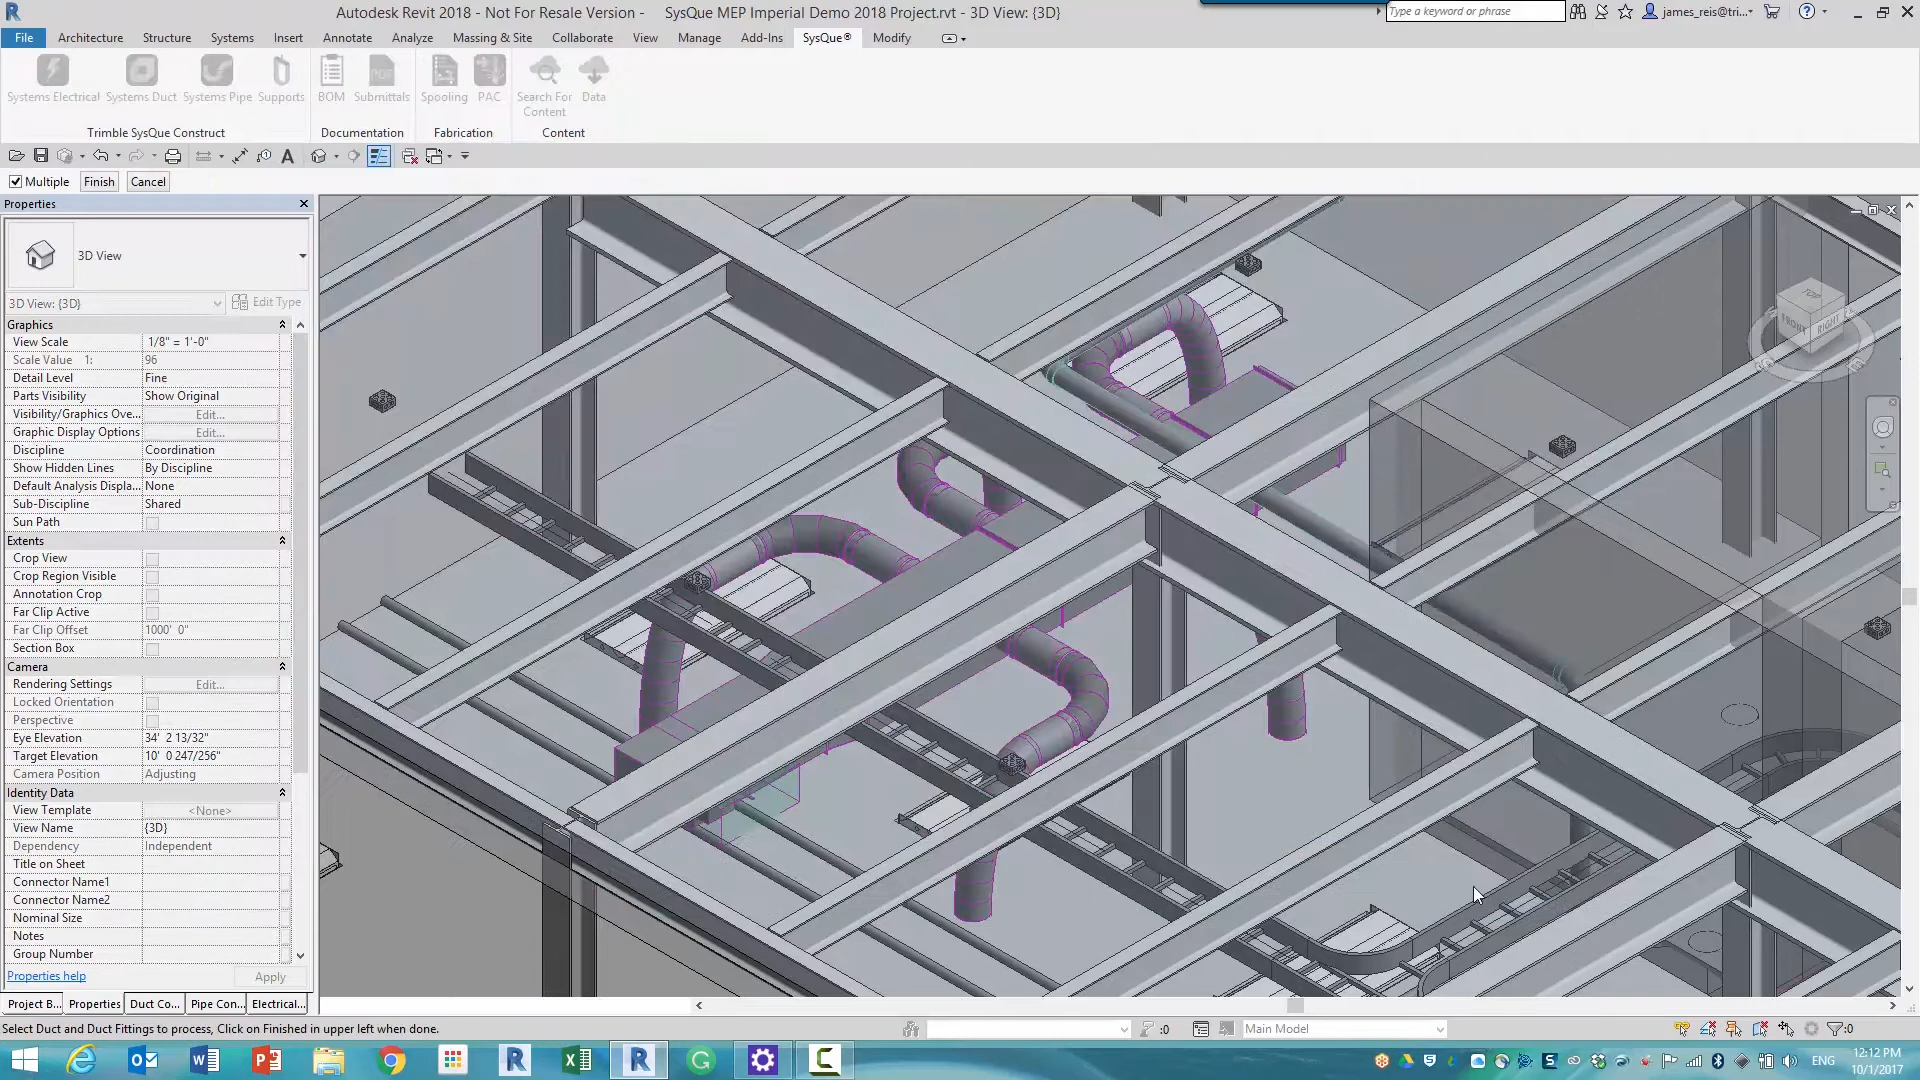 Autodesk Revit 2018 - Not For Resale Version - SysQue MEP Imperial Demo 2018 Project.rvt - 3D View: {3D}
Type a keyword or phrase
james_reis@tri...
File Architecture Structure Systems Insert Annotate Analyze Massing & Site Collaborate View Manage Add-Ins SysQue® Modify
Systems Electrical Systems Duct Systems Pipe Supports BOM Submittals Spooling PAC Search For Content Data
Trimble SysQue Construct Documentation Fabrication Content
Multiple Finish Cancel
Properties
3D View
3D View: {3D} Edit Type
Graphics
View Scale 1/8" = 1'-0"
Scale Value 1: 96
Detail Level Fine
Parts Visibility Show Original
Visibility/Graphics Ove... Edit...
Graphic Display Options Edit...
Discipline Coordination
Show Hidden Lines By Discipline
Default Analysis Displa... None
Sub-Discipline Shared
Sun Path
Extents
Crop View
Crop Region Visible
Annotation Crop
Far Clip Active
Far Clip Offset 1000' 0"
Section Box
Camera
Rendering Settings Edit...
Locked Orientation
Perspective
Eye Elevation 34' 2 13/32"
Target Elevation 10' 0 247/256"
Camera Position Adjusting
Identity Data
View Template <None>
View Name {3D}
Dependency Independent
Title on Sheet
Connector Name1
Connector Name2
Nominal Size
Notes
Group Number
Properties help Apply
Project B... Properties Duct Co... Pipe Con... Electrical...
TOP
FRONT RIGHT
Select Duct and Duct Fittings to process, Click on Finished in upper left when done.
:0 Main Model :0
ENG
12:12 PM
10/1/2017